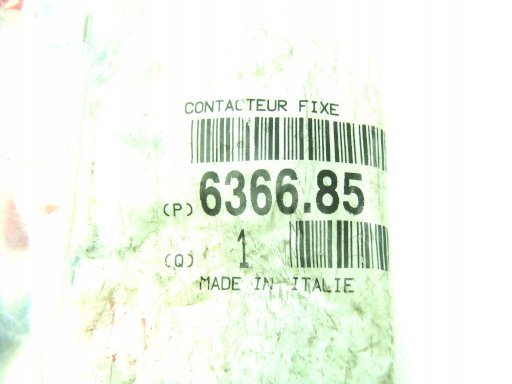 CONTACTEUR FIXE
(P) 6366.85
(Q) 1
MADE IN ITALIE